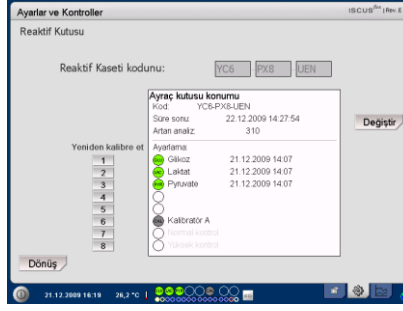 Ayarlar ve Kontroller
ISCUS Flex | Rev. E
Reaktif Kutusu
Reaktif Kaseti kodunu: YC6 PX8 UEN
Ayraç kutusu konumu
Kod: YC6-PX8-UEN
Süre sonu: 22.12.2009 14:27:54
Artan analiz: 310
Değiştir
Yeniden kalibre et Ayarlama:
1 Glikoz 21.12.2009 14:07
2 Laktat 21.12.2009 14:07
3 Pyruvate 21.12.2009 14:07
4
5
6 Kalibratör A
7 Normal kontrol
8 Yüksek kontrol
Dönüş
21.12.2009 16:19 26,2 °C